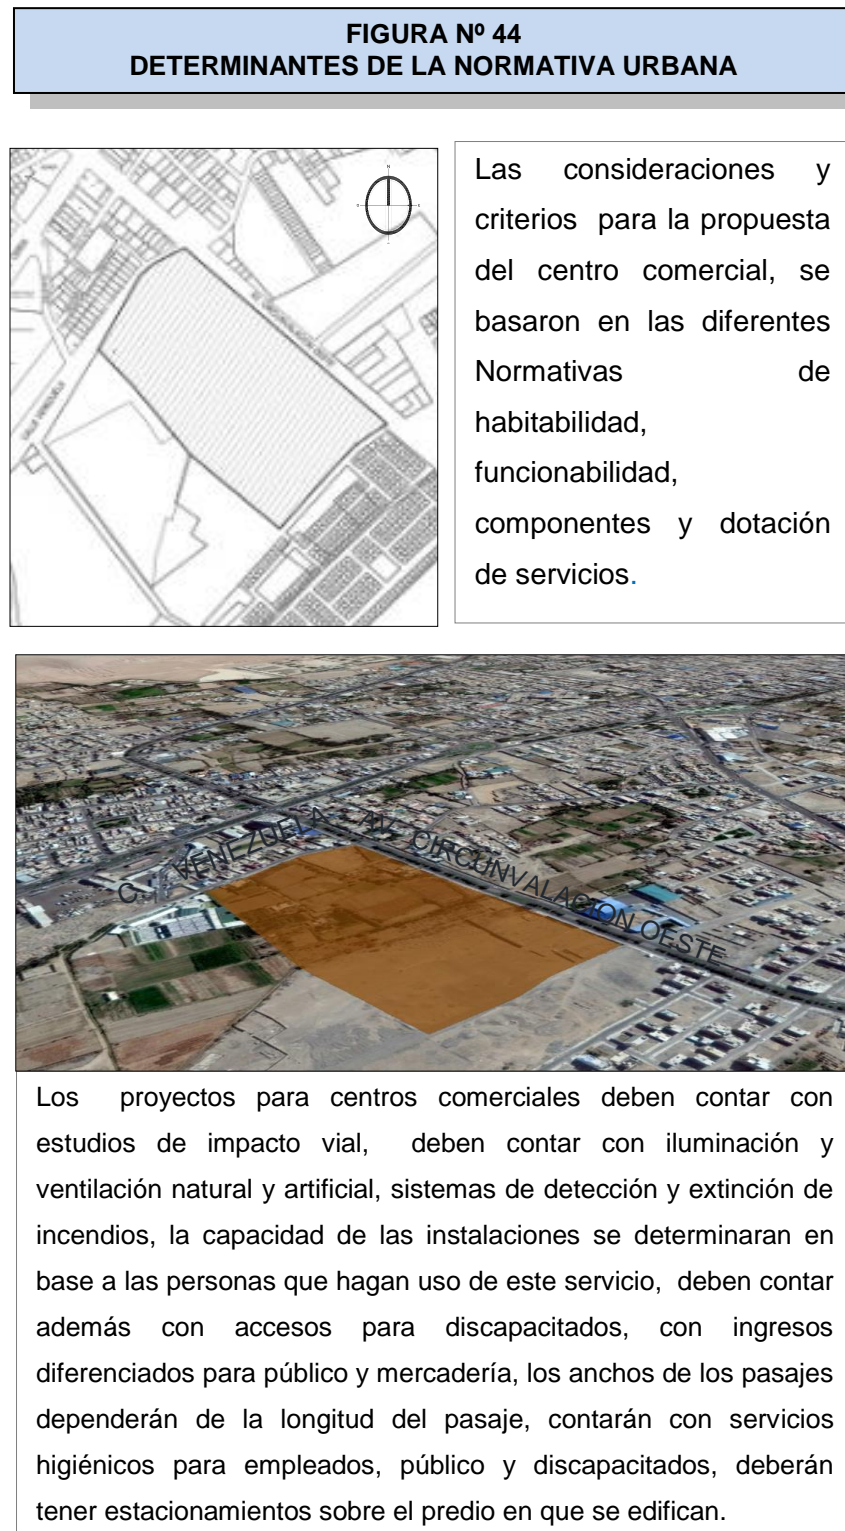 FIGURA Nº 44
DETERMINANTES DE LA NORMATIVA URBANA
Las consideraciones y
criterios para la propuesta
del centro comercial, se
basaron en las diferentes
Normativas de
habitabilidad,
funcionabilidad,
componentes y dotación
de servicios.
CALLE VENEZUELA
C. VENEZUELA
AV. CIRCUNVALACION OESTE
Los proyectos para centros comerciales deben contar con
estudios de impacto vial, deben contar con iluminación y
ventilación natural y artificial, sistemas de detección y extinción de
incendios, la capacidad de las instalaciones se determinaran en
base a las personas que hagan uso de este servicio, deben contar
además con accesos para discapacitados, con ingresos
diferenciados para público y mercadería, los anchos de los pasajes
dependerán de la longitud del pasaje, contarán con servicios
higiénicos para empleados, público y discapacitados, deberán
tener estacionamientos sobre el predio en que se edifican.